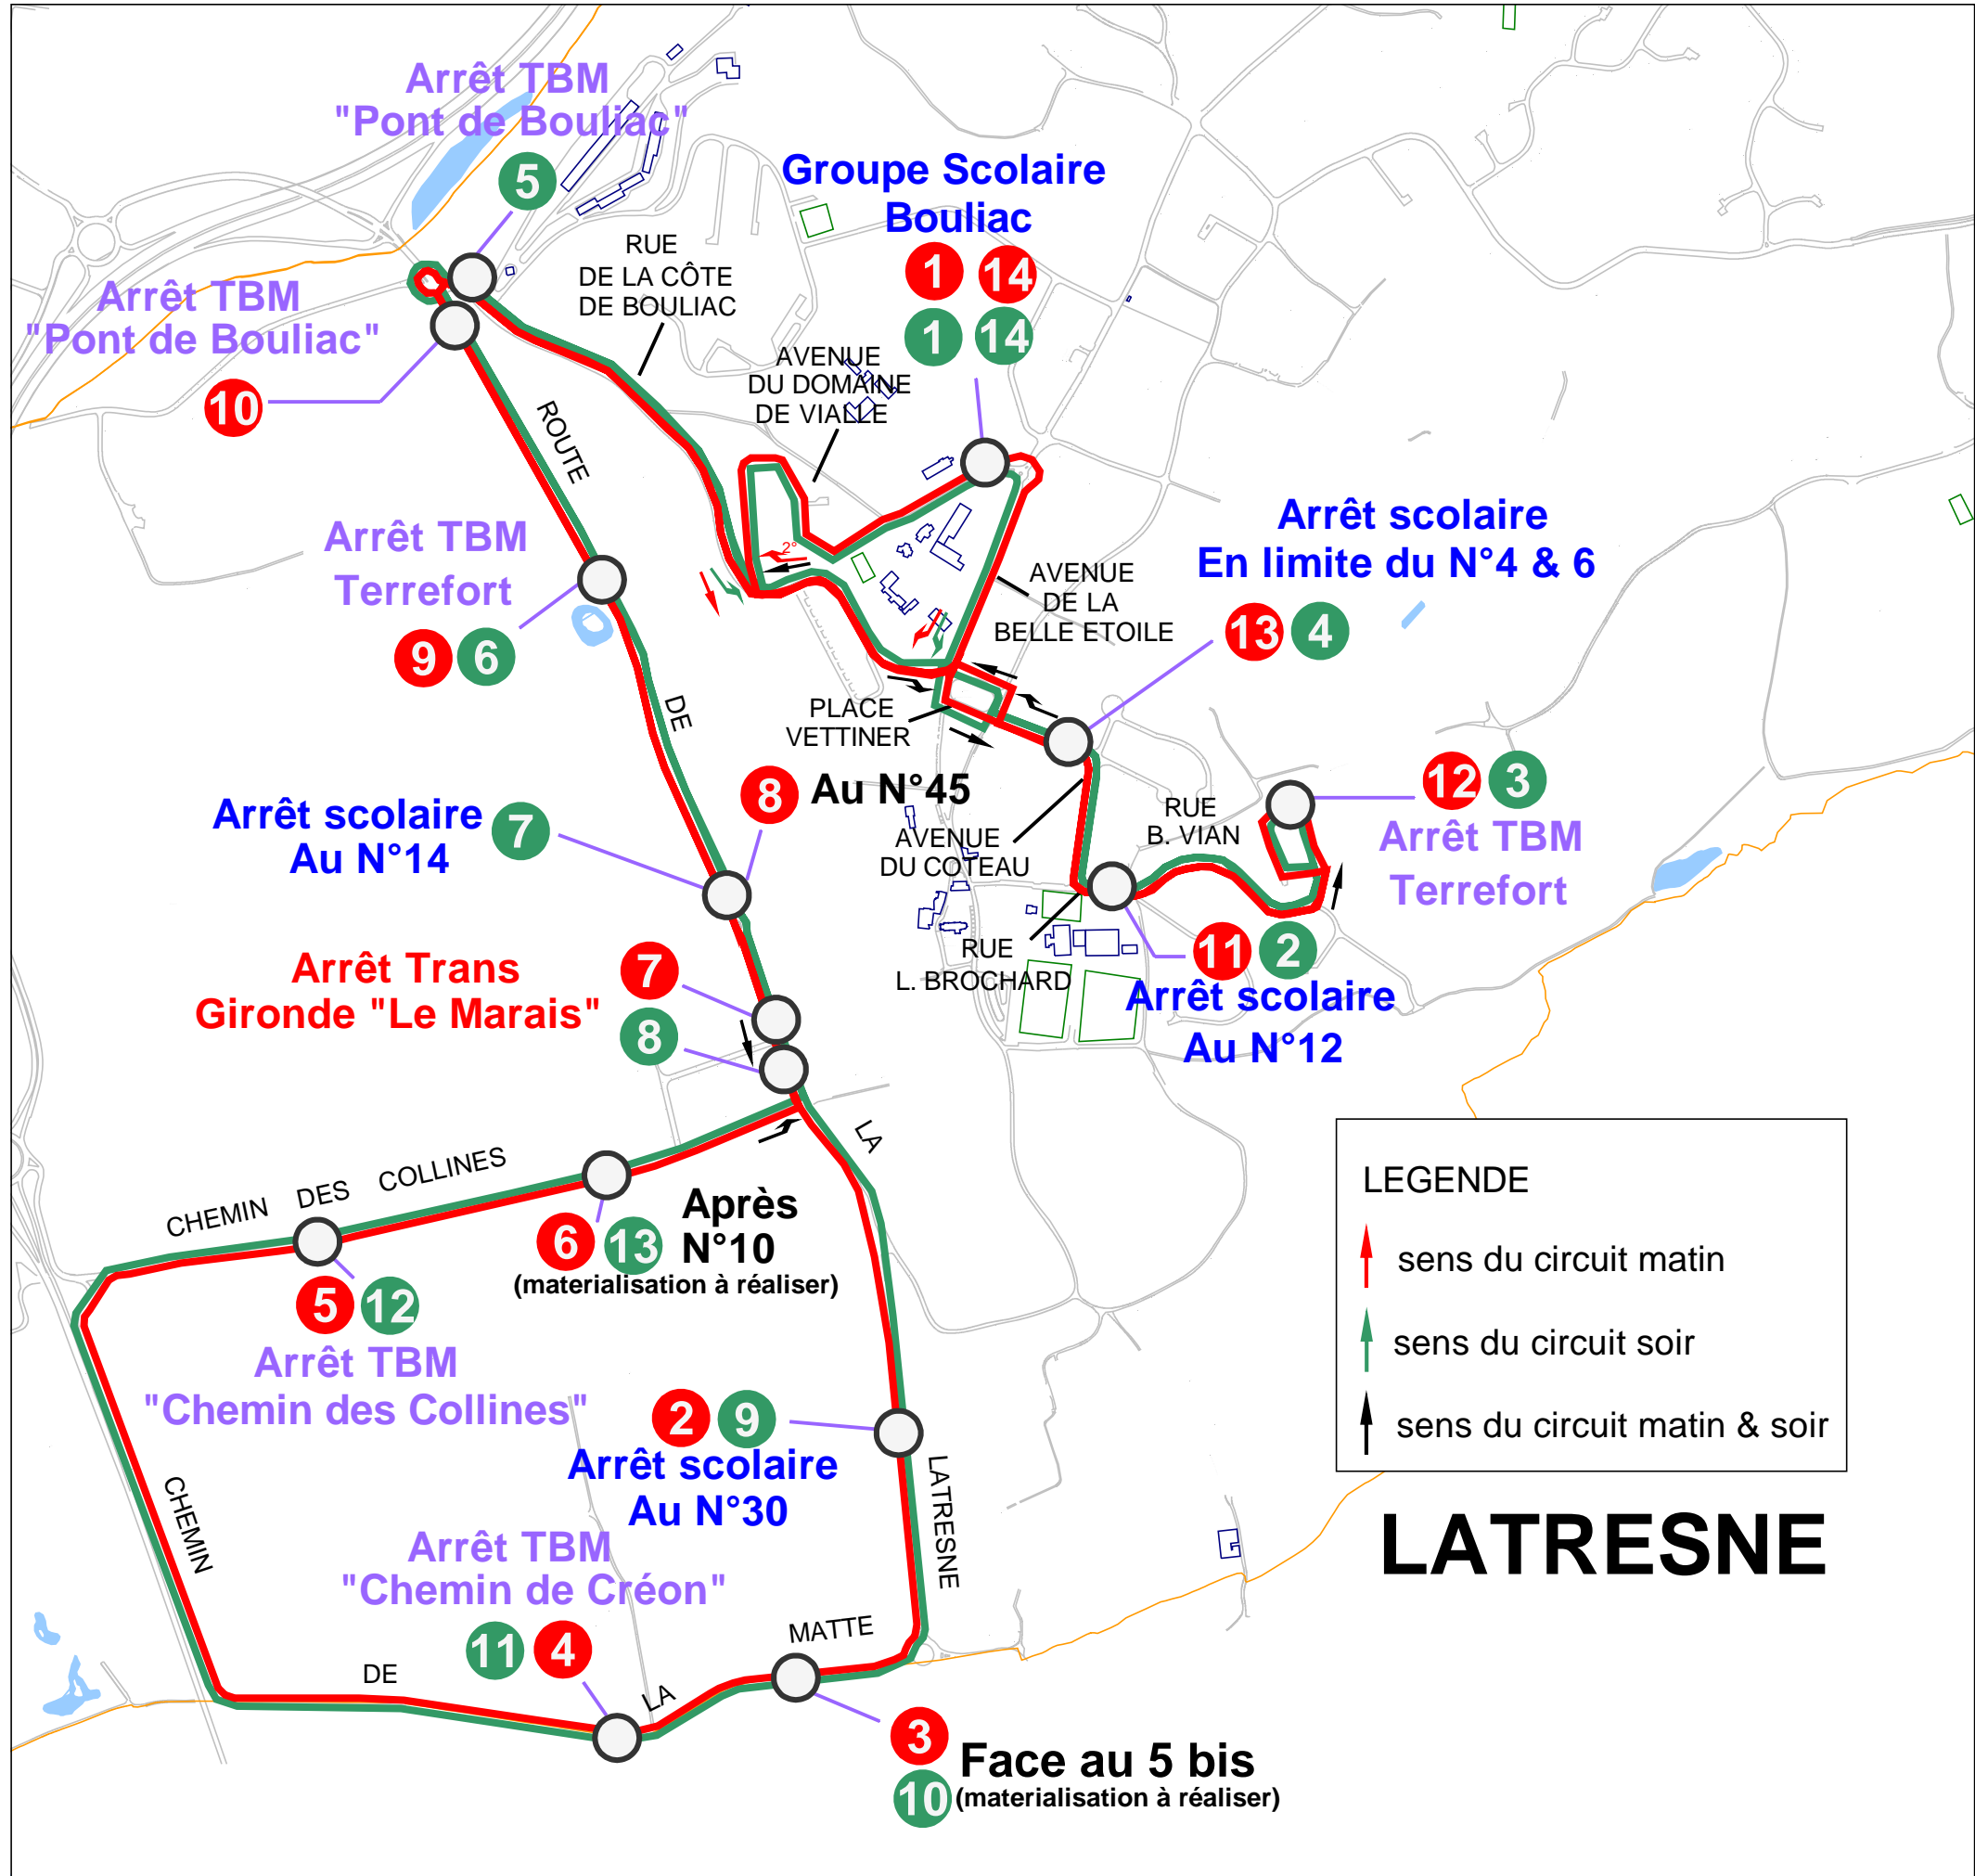 Arrêt TBM
"Pont de Bouliac"
5
Groupe Scolaire
Bouliac
1 14
1 14
RUE
DE LA CÔTE
DE BOULIAC
Arrêt TBM
"Pont de Bouliac"
10
AVENUE
DU DOMAINE
DE VIALLE
ROUTE
Arrêt scolaire
En limite du N°4 & 6
13 4
Arrêt TBM
Terrefort
9 6
2°
AVENUE
DE LA
BELLE ETOILE
DE
PLACE
VETTINER
8 Au N°45
Arrêt scolaire
Au N°14
7
AVENUE
DU COTEAU
RUE
B. VIAN
12 3
Arrêt TBM
Terrefort
RUE
L. BROCHARD
11 2
Arrêt scolaire
Au N°12
Arrêt Trans
Gironde "Le Marais"
7
8
LA
CHEMIN DES COLLINES
6 13
Après
N°10
(materialisation à réaliser)
5 12
Arrêt TBM
"Chemin des Collines"
LEGENDE
sens du circuit matin
sens du circuit soir
sens du circuit matin & soir
2 9
Arrêt scolaire
Au N°30
LATRESNE
CHEMIN
LATRESNE
Arrêt TBM
"Chemin de Créon"
11 4
DE
LA
MATTE
3
10
Face au 5 bis
(materialisation à réaliser)